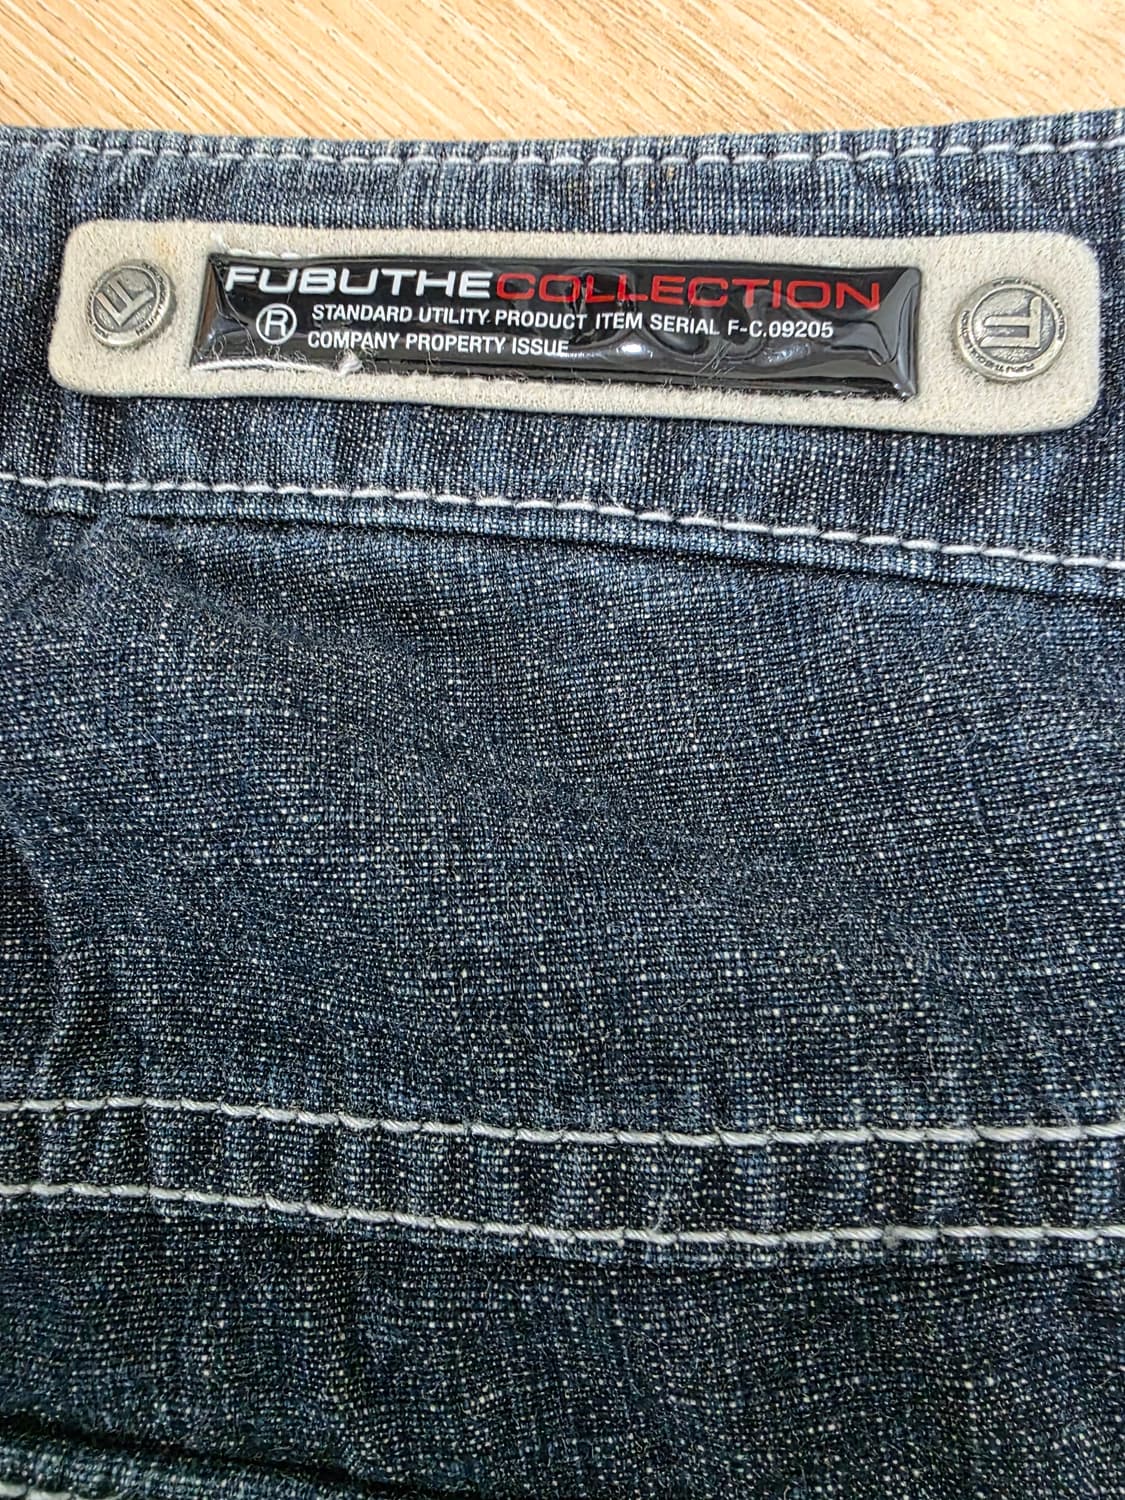 FUBUTHECOLLECTION
® STANDARD UTILITY PRODUCT ITEM SERIAL F-C.09205
COMPANY PROPERTY ISSUE